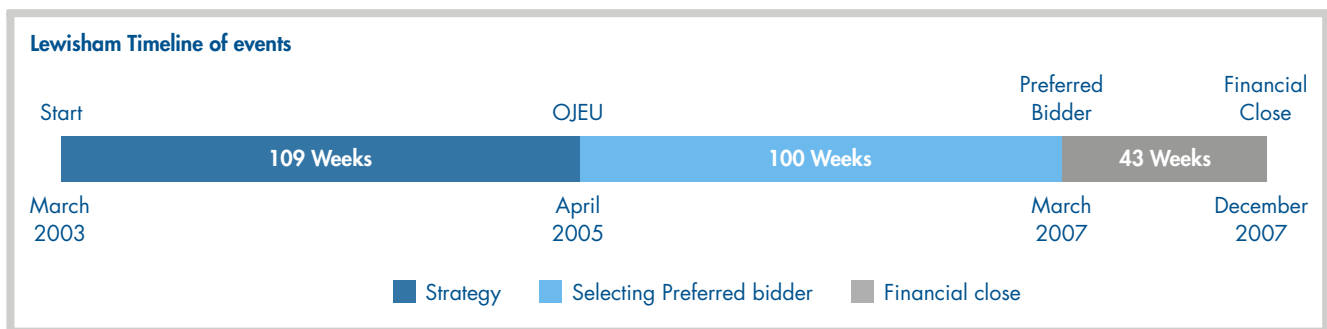 Lewisham Timeline of events
Start
OJEU
Preferred
Bidder
Financial
Close
109 Weeks
100 Weeks
43 Weeks
March
2003
April
2005
March
2007
December
2007
Strategy
Selecting Preferred bidder
Financial close